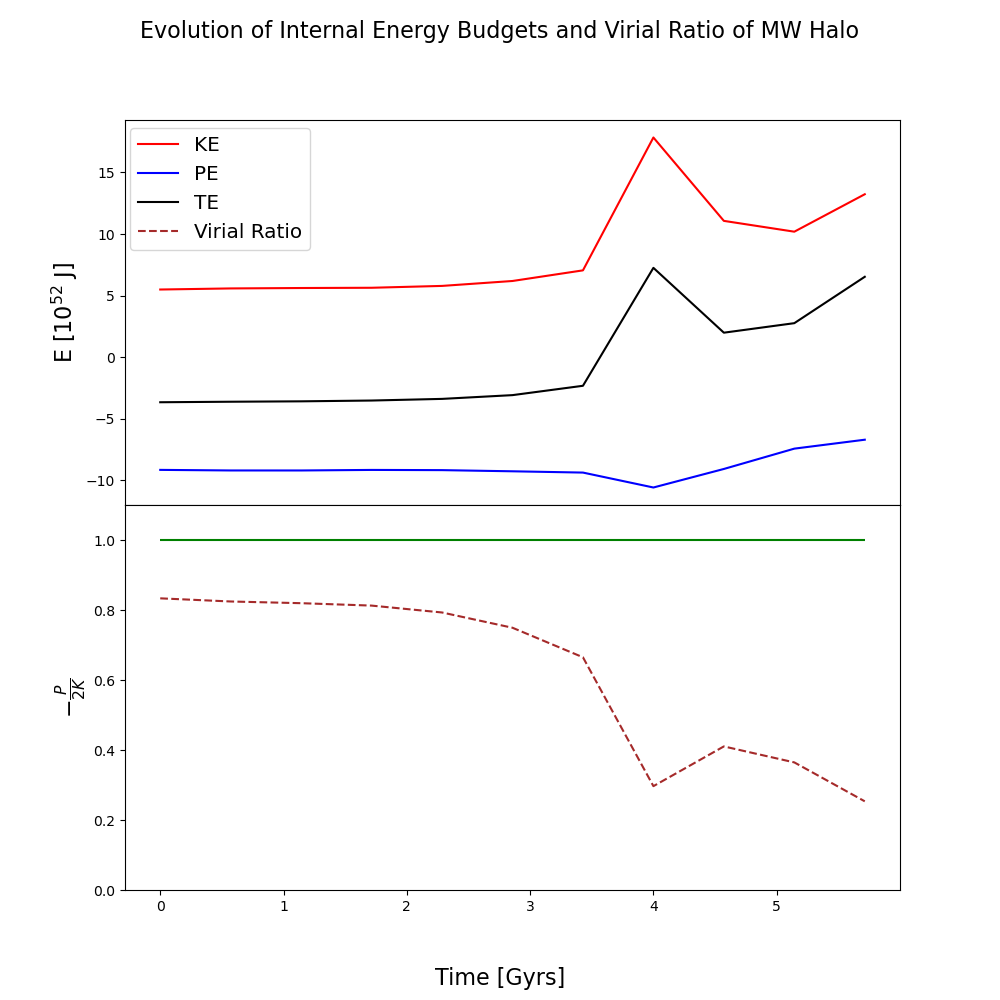 Evolution of Internal Energy Budgets and Virial Ratio of MW Halo
KE
PE
TE
Virial Ratio
E [10^52 J]
15
10
5
0
−5
−10
−P/2K
1.0
0.8
0.6
0.4
0.2
0.0
0 1 2 3 4 5
Time [Gyrs]